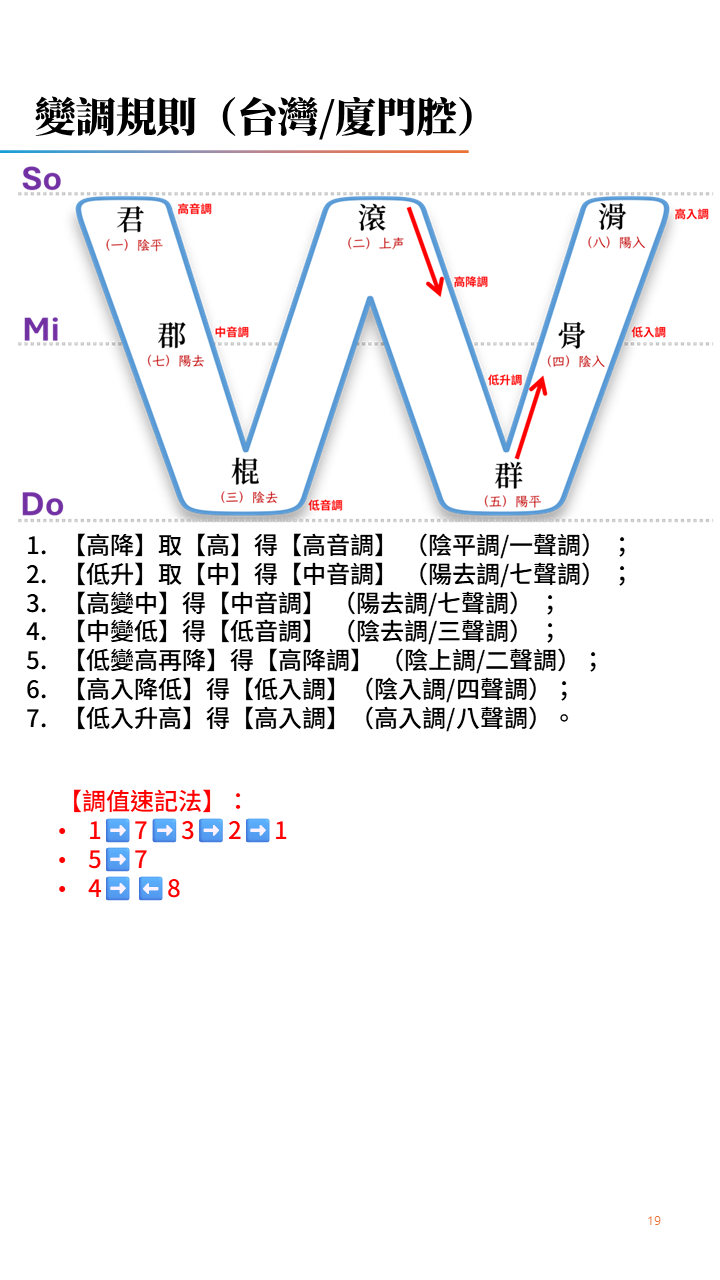 變調規則（台灣/廈門腔）
So
君
（一）陰平
高音調
滾
（二）上声
高降調
滑
（八）陽入
高入調
Mi
郡
（七）陽去
中音調
骨
（四）陰入
低入調
低升調
Do
棍
（三）陰去
低音調
群
（五）陽平
1. 【高降】取【高】得【高音調】 （陰平調/一聲調） ；
2. 【低升】取【中】得【中音調】 （陽去調/七聲調） ；
3. 【高變中】得【中音調】 （陽去調/七聲調） ；
4. 【中變低】得【低音調】 （陰去調/三聲調） ；
5. 【低變高再降】得【高降調】 （陰上調/二聲調）；
6. 【高入降低】得【低入調】（陰入調/四聲調）；
7. 【低入升高】得【高入調】（高入調/八聲調）。
【調值速記法】：
• 1➡️7➡️3➡️2➡️1
• 5➡️7
• 4➡️ ⬅️8
19